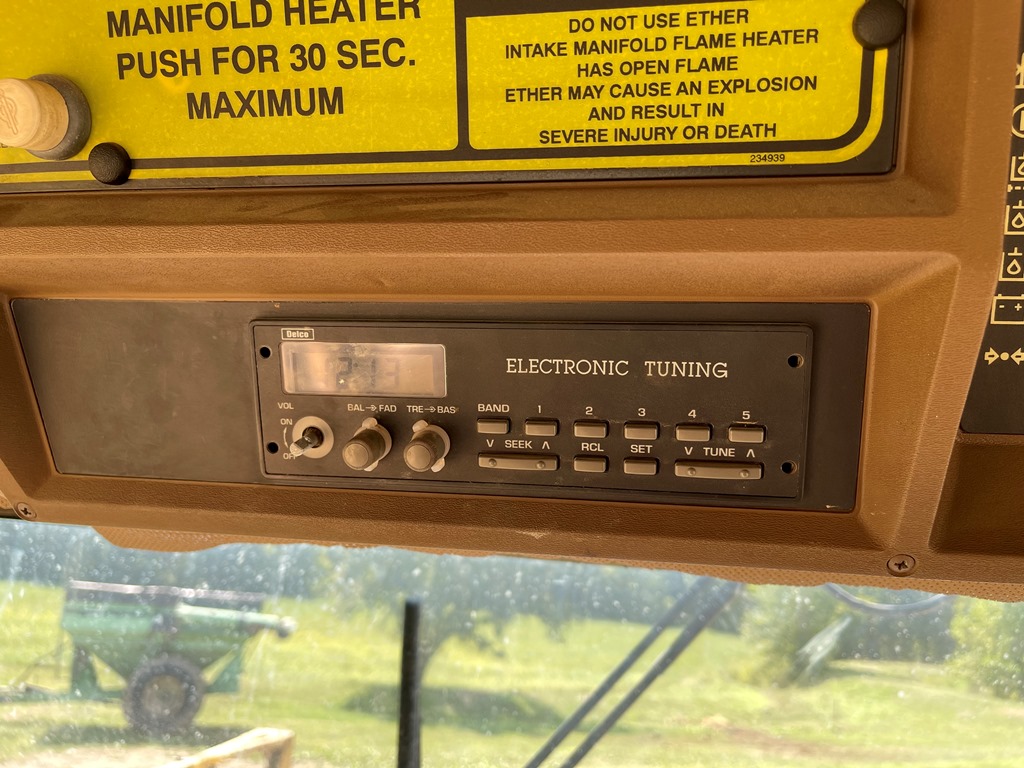 MANIFOLD HEATER
PUSH FOR 30 SEC.
MAXIMUM
DO NOT USE ETHER
INTAKE MANIFOLD FLAME HEATER
HAS OPEN FLAME
ETHER MAY CAUSE AN EXPLOSION
AND RESULT IN
SEVERE INJURY OR DEATH
234939
Delco
ELECTRONIC TUNING
VOL
ON
OFF
BAL FAD
TRE BAS
BAND 1 2 3 4 5
V SEEK Λ RCL SET V TUNE Λ